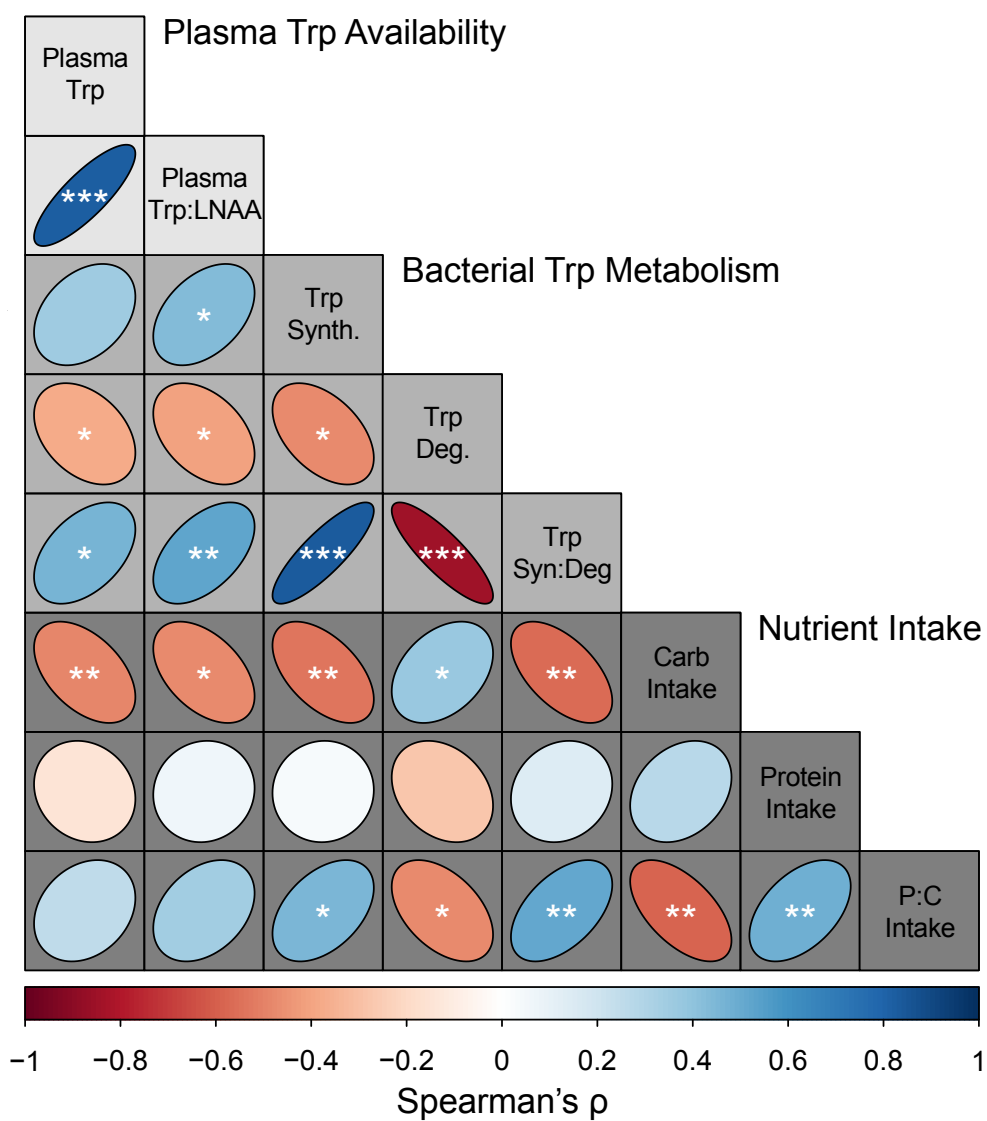 Plasma Trp Availability
Plasma
Trp
***
Plasma
Trp:LNAA
Bacterial Trp Metabolism
*
Trp
Synth.
*
*
*
Trp
Deg.
*
**
***
***
Trp
Syn:Deg
Nutrient Intake
**
*
**
*
**
Carb
Intake
Protein
Intake
*
*
**
**
**
P:C
Intake
−1
−0.8
−0.6
−0.4
−0.2
0
0.2
0.4
0.6
0.8
1
Spearman’s ρ